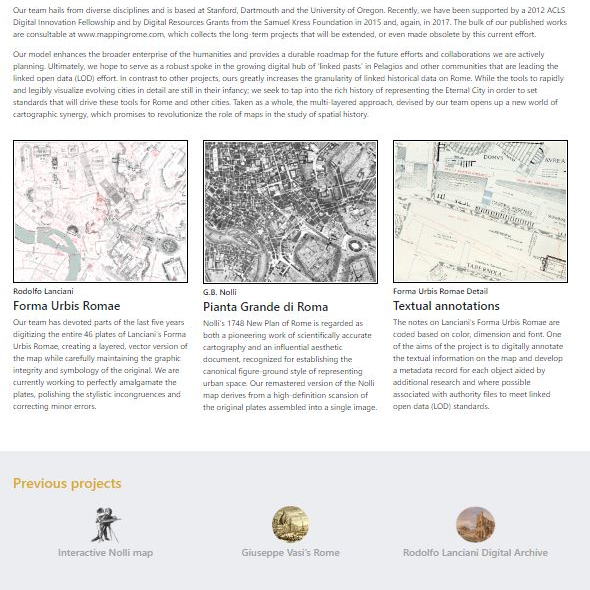 Our team hails from diverse disciplines and is based at Stanford, Dartmouth and the University of Oregon. Recently, we have been supported by a 2012 ACLS
Digital Innovation Fellowship and by Digital Resources Grants from the Samuel Kress Foundation in 2015 and, again, in 2017. The bulk of our published works
are consultable at www.mappingrome.com, which collects the long-term projects that will be extended, or even made obsolete by this current effort.
Our model enhances the broader enterprise of the humanities and provides a durable roadmap for the future efforts and collaborations we are actively
planning. Ultimately, we hope to serve as a robust spoke in the growing digital hub of 'linked pasts' in Pelagios and other communities that are leading the
linked open data (LOD) effort. In contrast to other projects, ours greatly increases the granularity of linked historical data on Rome. While the tools to rapidly
and legibly visualize evolving cities in detail are still in their infancy; we seek to tap into the rich history of representing the Eternal City in order to set
standards that will drive these tools for Rome and other cities. Taken as a whole, the multi-layered approach, devised by our team opens up a new world of
cartographic synergy, which promises to revolutionize the role of maps in the study of spatial history.
DOMVS
AVREA
TABERNOLA
Rodolfo Lanciani
Forma Urbis Romae
Our team has devoted parts of the last five years
digitizing the entire 46 plates of Lanciani's Forma
Urbis Romae, creating a layered, vector version of
the map while carefully maintaining the graphic
integrity and symbology of the original. We are
currently working to perfectly amalgamate the
plates, polishing the stylistic incongruences and
correcting minor errors.
G.B. Nolli
Pianta Grande di Roma
Nolli's 1748 New Plan of Rome is regarded as
both a pioneering work of scientifically accurate
cartography and an influential aesthetic
document, recognized for establishing the
canonical figure-ground style of representing
urban space. Our remastered version of the Nolli
map derives from a high-definition scansion of
the original plates assembled into a single image.
Forma Urbis Romae Detail
Textual annotations
The notes on Lanciani's Forma Urbis Romae are
coded based on color, dimension and font. One
of the aims of the project is to digitally annotate
the textual information on the map and develop
a metadata record for each object aided by
additional research and where possible
associated with authority files to meet linked
open data (LOD) standards.
Previous projects
Interactive Nolli map
Giuseppe Vasi's Rome
Rodolfo Lanciani Digital Archive